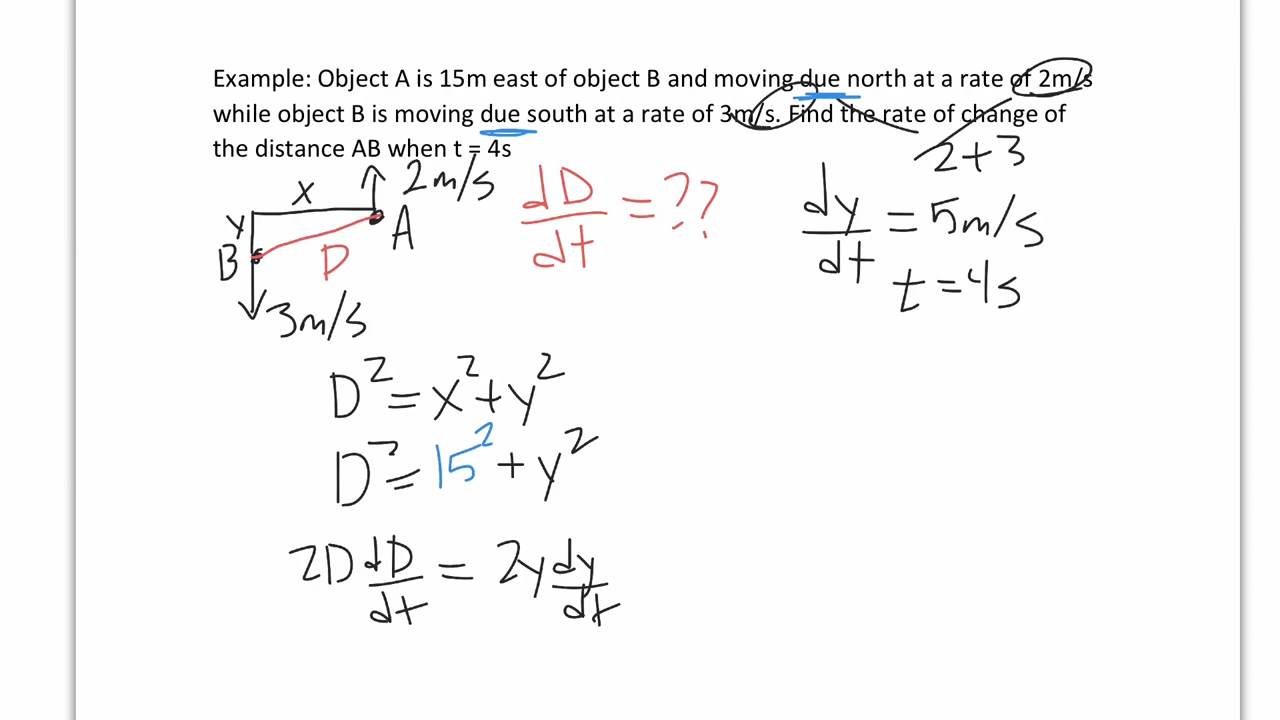 Example: Object A is 15m east of object B and moving due north at a rate of 2m/s
while object B is moving due south at a rate of 3m/s. Find the rate of change of
the distance AB when t = 4s
2+3
x
2m/s
dD/dt = ??
dy/dt = 5m/s
y
A
B
D
t = 4s
3m/s
D² = x² + y²
D² = 15² + y²
2D dD/dt = 2y dy/dt